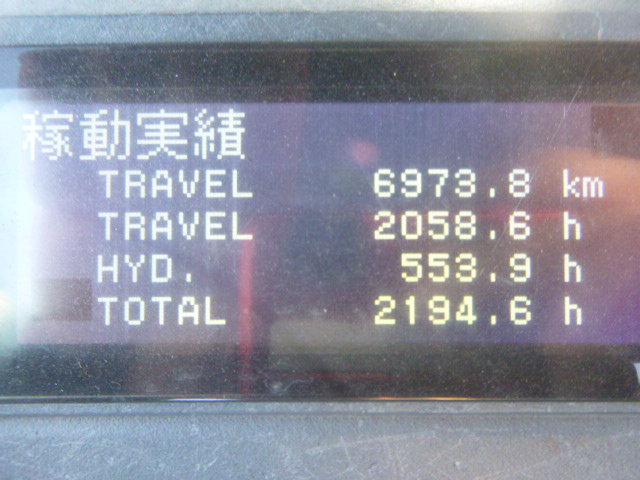 稼動実績
TRAVEL 6973.8 km
TRAVEL 2058.6 h
HYD. 553.9 h
TOTAL 2194.6 h